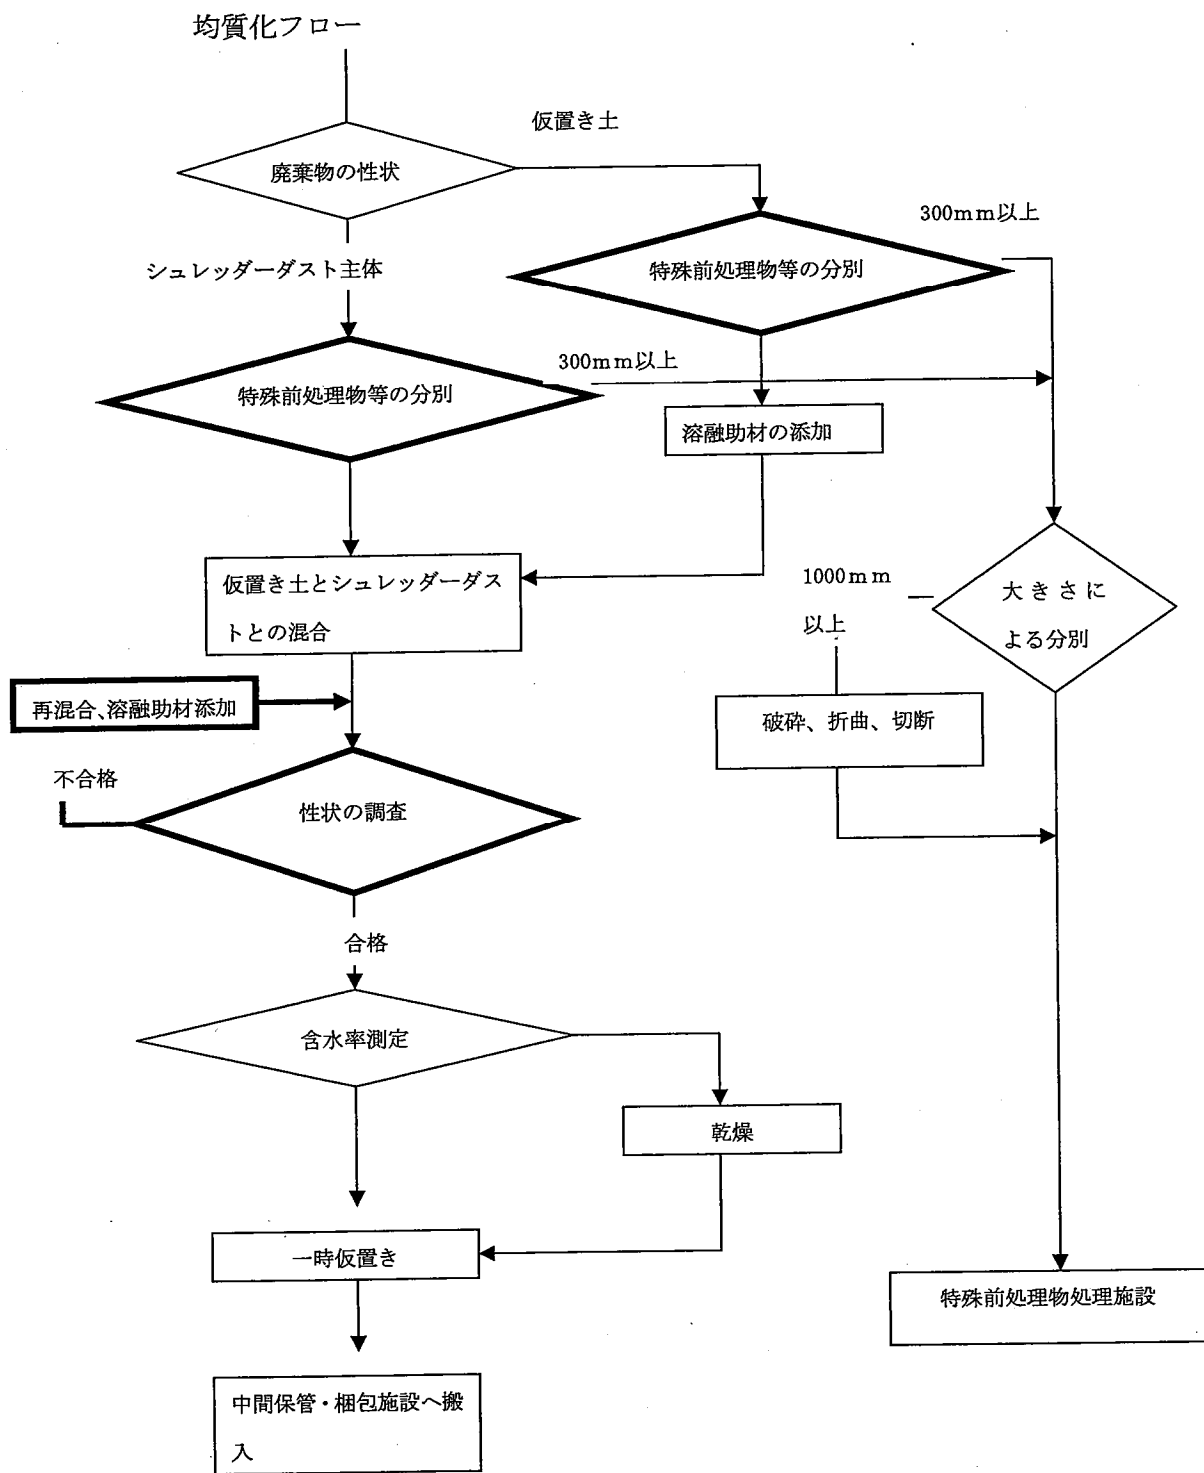 均質化フロー
仮置き土
廃棄物の性状
300mm以上
特殊前処理物等の分別
シュレッダーダスト主体
300mm以上
特殊前処理物等の分別
溶融助材の添加
仮置き土とシュレッダーダス
トとの混合
1000mm
以上
大きさに
よる分別
再混合、溶融助材添加
破砕、折曲、切断
不合格
性状の調査
合格
含水率測定
乾燥
一時仮置き
特殊前処理物処理施設
中間保管・梱包施設へ搬
入